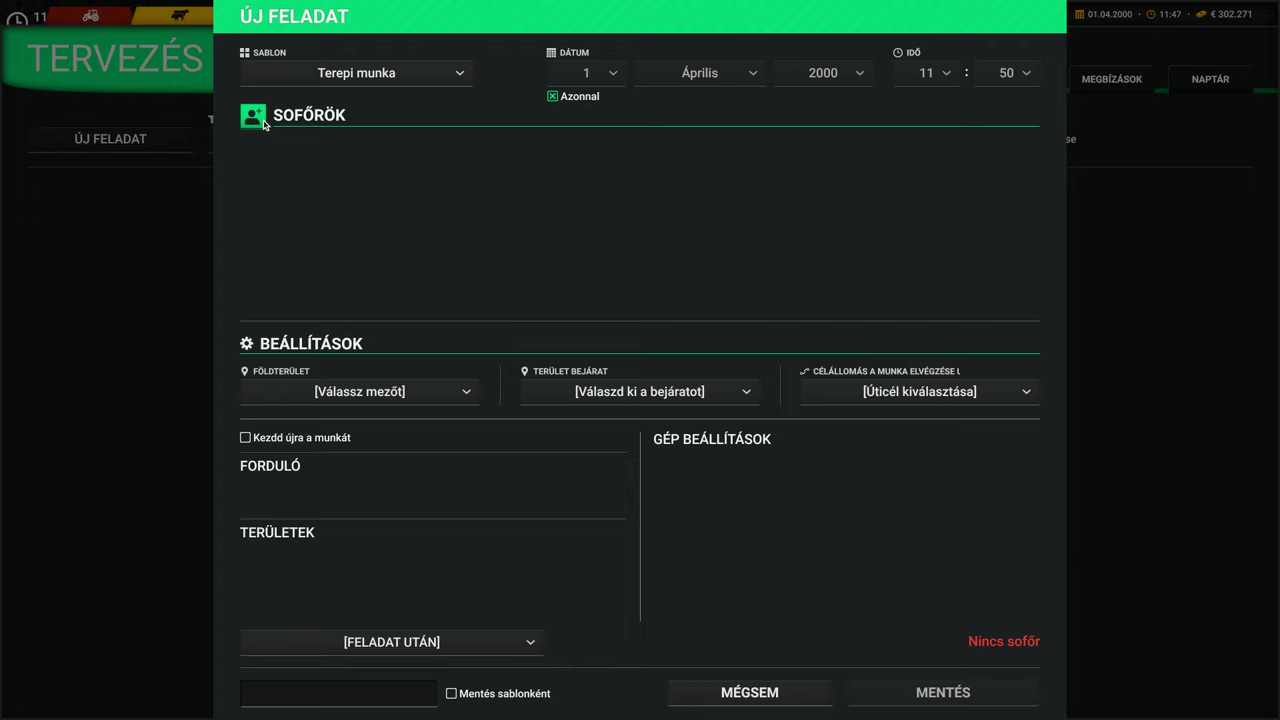 ÚJ FELADAT
11
01.04.2000 11:47 € 302.271
TERVEZÉS
SABLON
DÁTUM
IDŐ
Terepi munka
1 Április 2000
11 : 50
Azonnal
MEGBÍZÁSOK
NAPTÁR
SOFŐRÖK
ÚJ FELADAT
se
BEÁLLÍTÁSOK
FÖLDTERÜLET
TERÜLET BEJÁRAT
CÉLÁLLOMÁS A MUNKA ELVÉGZÉSE U
[Válassz mezőt]
[Válaszd ki a bejáratot]
[Úticél kiválasztása]
Kezdd újra a munkát
GÉP BEÁLLÍTÁSOK
FORDULÓ
TERÜLETEK
[FELADAT UTÁN]
Nincs sofőr
Mentés sablonként
MÉGSEM
MENTÉS